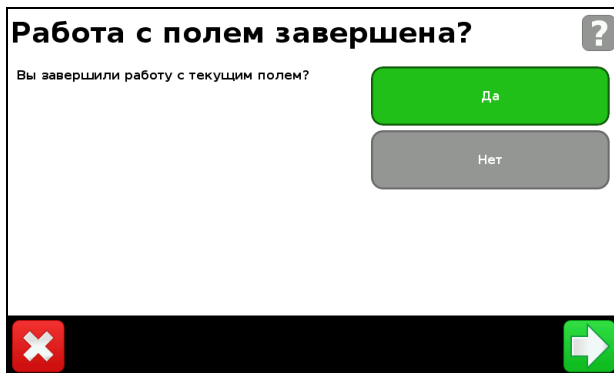 Работа с полем завершена?
?
Вы завершили работу с текущим полем?
Да
Нет